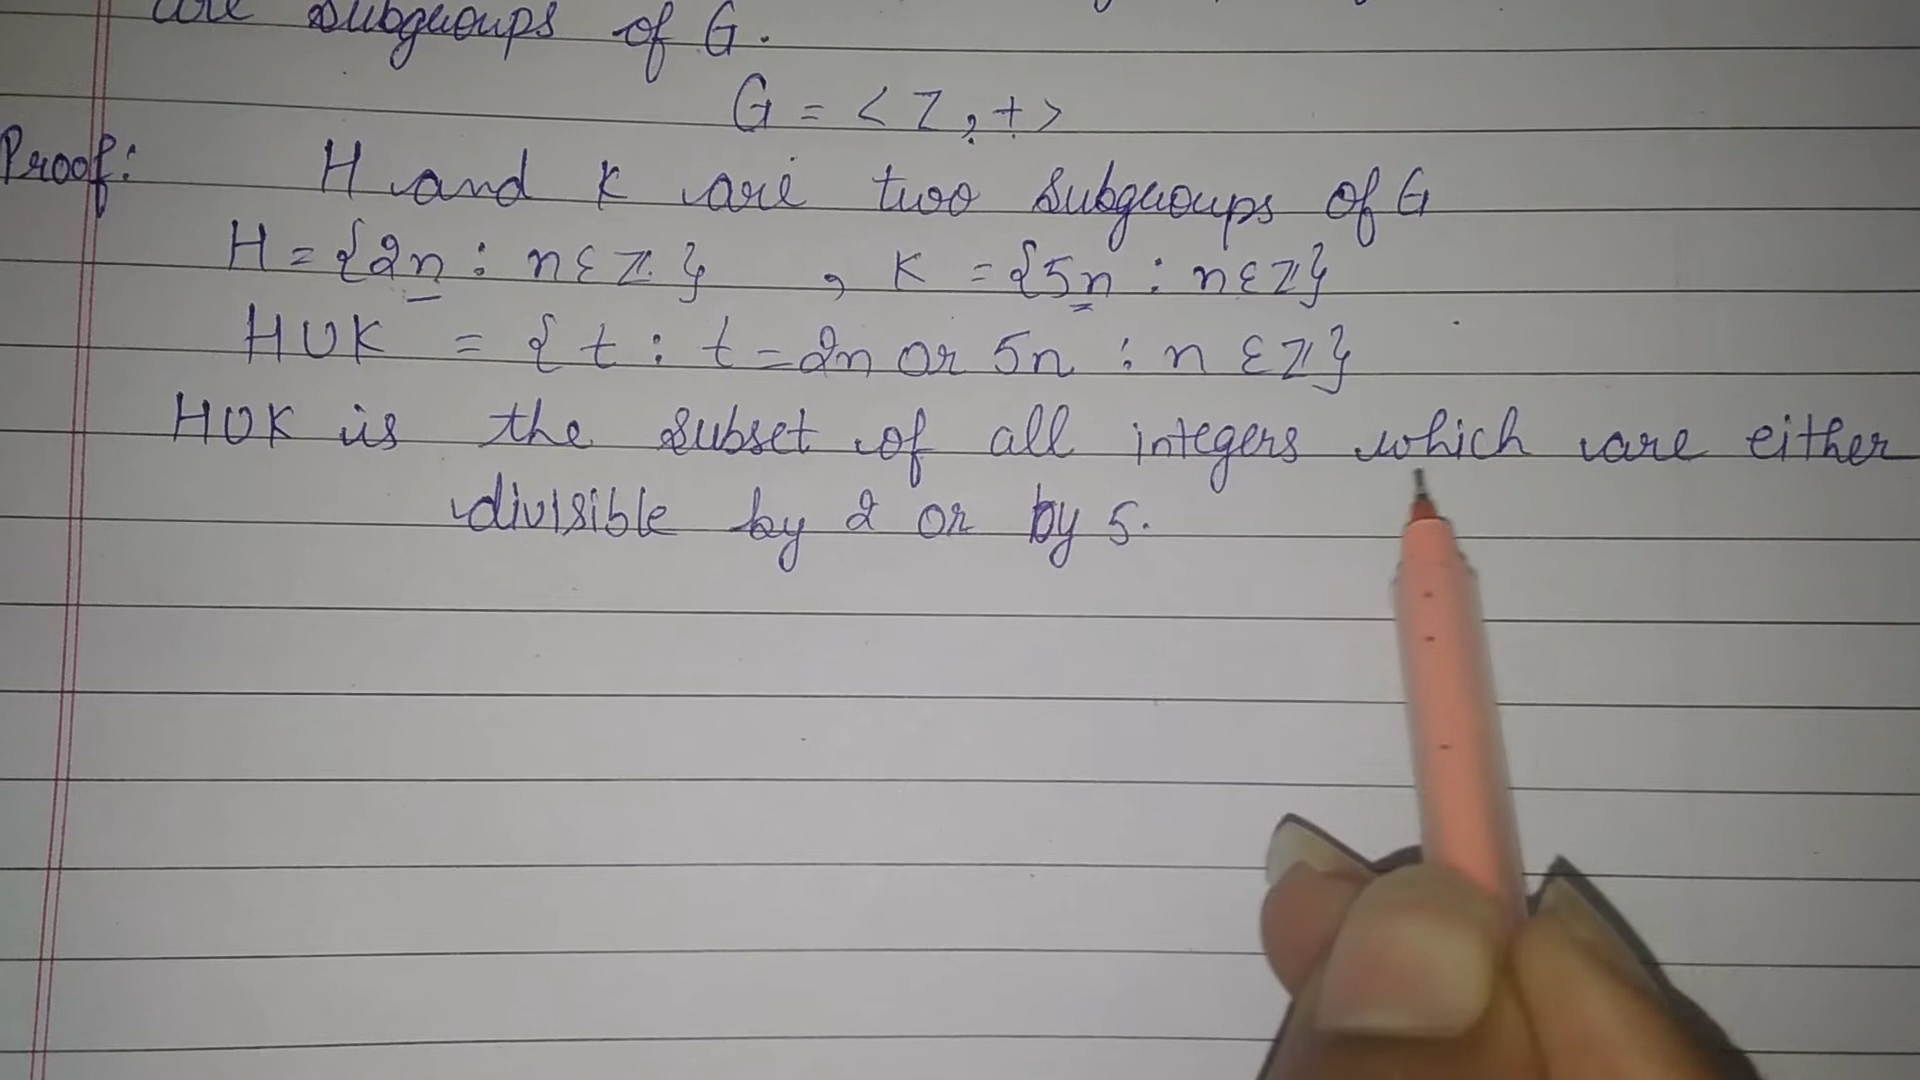 are subgroups of G.
G = < Z, + >
Proof: H and K are two subgroups of G
H = {2n : n ε Z}, K = {5n : n ε Z}
HUK = {t : t = 2n or 5n : n ε Z}
HUK is the subset of all integers which are either
divisible by 2 or by 5.